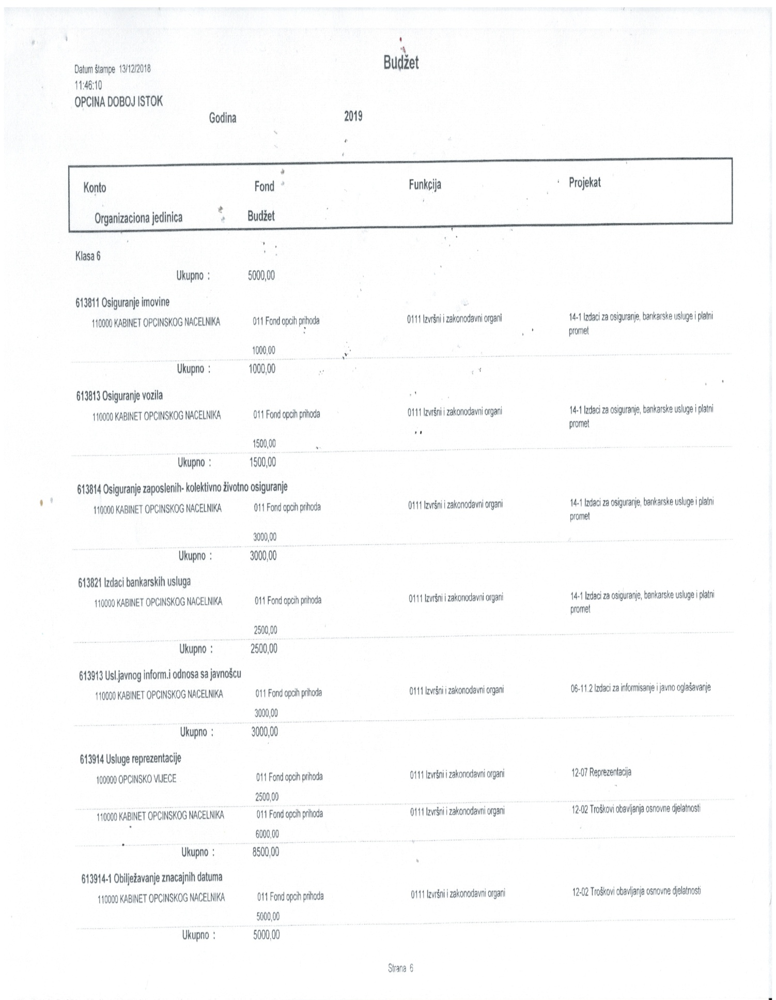 Budžet
Datum štampe 13/12/2018
11:46:10
OPCINA DOBOJ ISTOK
Godina 2019
Konto Fond Funkcija Projekat
Organizaciona jedinica Budžet
Klasa 6
Ukupno : 5000,00
613811 Osiguranje imovine
110000 KABINET OPCINSKOG NACELNIKA 011 Fond opcih prihoda 0111 Izvršni i zakonodavni organi 14-1 Izdaci za osiguranje, bankarske usluge i platni
promet
1000,00
Ukupno : 1000,00
613813 Osiguranje vozila
110000 KABINET OPCINSKOG NACELNIKA 011 Fond opcih prihoda 0111 Izvršni i zakonodavni organi 14-1 Izdaci za osiguranje, bankarske usluge i platni
promet
1500,00
Ukupno : 1500,00
613814 Osiguranje zaposlenih- kolektivno životno osiguranje
110000 KABINET OPCINSKOG NACELNIKA 011 Fond opcih prihoda 0111 Izvršni i zakonodavni organi 14-1 Izdaci za osiguranje, bankarske usluge i platni
promet
3000,00
Ukupno : 3000,00
613821 Izdaci bankarskih usluga
110000 KABINET OPCINSKOG NACELNIKA 011 Fond opcih prihoda 0111 Izvršni i zakonodavni organi 14-1 Izdaci za osiguranje, bankarske usluge i platni
promet
2500,00
Ukupno : 2500,00
613913 Usl.javnog inform.i odnosa sa javnošcu
110000 KABINET OPCINSKOG NACELNIKA 011 Fond opcih prihoda 0111 Izvršni i zakonodavni organi 06-11.2 Izdaci za informisanje i javno oglašavanje
3000,00
Ukupno : 3000,00
613914 Usluge reprezentacije
100000 OPCINSKO VIJECE 011 Fond opcih prihoda 0111 Izvršni i zakonodavni organi 12-07 Reprezentacija
2500,00
110000 KABINET OPCINSKOG NACELNIKA 011 Fond opcih prihoda 0111 Izvršni i zakonodavni organi 12-02 Troškovi obavljanja osnovne djelatnosti
6000,00
Ukupno : 8500,00
613914-1 Obilježavanje znacajnih datuma
110000 KABINET OPCINSKOG NACELNIKA 011 Fond opcih prihoda 0111 Izvršni i zakonodavni organi 12-02 Troškovi obavljanja osnovne djelatnosti
5000,00
Ukupno : 5000,00
Strana 6